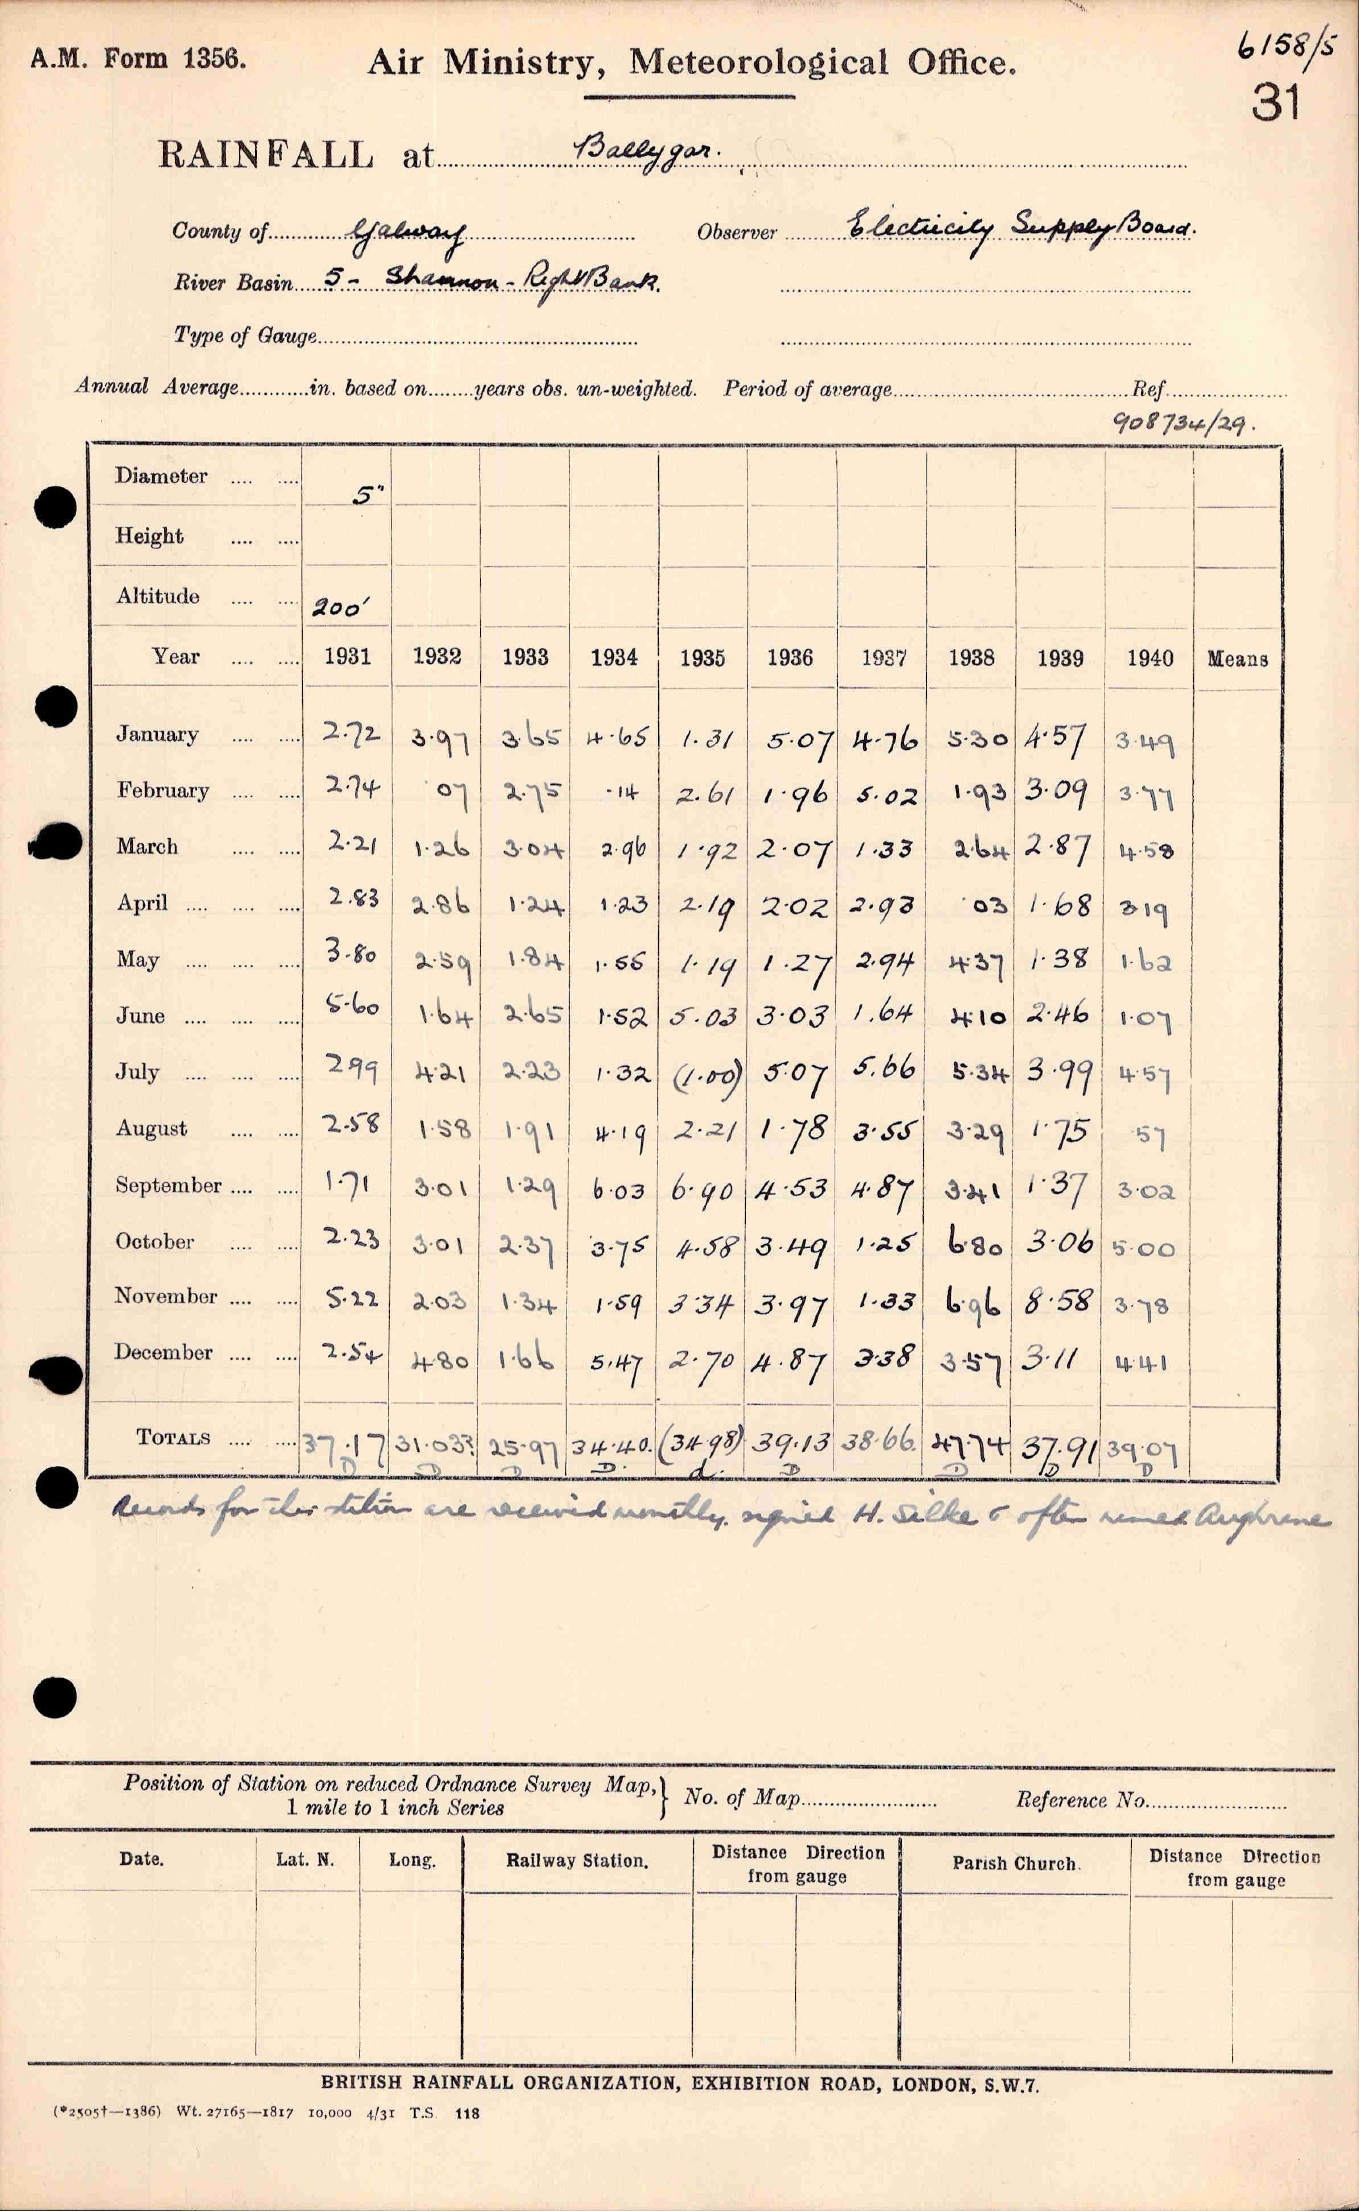 A.M. Form 1356. Air Ministry, Meteorological Office. 6158/5
31
RAINFALL at Ballygar.
County of Galway Observer Electricity Supply Board.
River Basin 5 - Shannon - Right Bank.
Type of Gauge
Annual Average in. based on years obs. un-weighted. Period of average Ref.
908734/29.
Diameter 5"
Height
Altitude 200'
Year 1931 1932 1933 1934 1935 1936 1937 1938 1939 1940 Means
January 2.72 3.97 3.65 4.65 1.31 5.07 4.76 5.30 4.57 3.49
February 2.74 07 2.75 .14 2.61 1.96 5.02 1.93 3.09 3.77
March 2.21 1.26 3.04 2.96 1.92 2.07 1.33 2.64 2.87 4.58
April 2.83 2.86 1.24 1.23 2.19 2.02 2.93 .03 1.68 3.19
May 3.80 2.59 1.84 1.55 1.19 1.27 2.94 4.37 1.38 1.62
June 5.60 1.64 2.65 1.52 5.03 3.03 1.64 4.10 2.46 1.07
July 2.99 4.21 2.23 1.32 (1.00) 5.07 5.66 5.34 3.99 4.57
August 2.58 1.58 1.91 4.19 2.21 1.78 3.55 3.29 1.75 57
September 1.71 3.01 1.29 6.03 6.90 4.53 4.87 3.41 1.37 3.02
October 2.23 3.01 2.37 3.75 4.58 3.49 1.25 6.80 3.06 5.00
November 5.22 2.03 1.34 1.59 3.34 3.97 1.33 6.96 8.58 3.78
December 2.54 4.80 1.66 5.47 2.70 4.87 3.38 3.57 3.11 4.41
TOTALS 37.17 31.03? 25.97 34.40. (34.98) 39.13 38.66. 47.74 37.91 39.07
D D D D. d. D D D D
Records for this station are received monthly. signed H. Silke & often named Aughrane
Position of Station on reduced Ordnance Survey Map, } No. of Map Reference No.
1 mile to 1 inch Series
Date. Lat. N. Long. Railway Station. Distance Direction from gauge Parish Church. Distance Direction from gauge
BRITISH RAINFALL ORGANIZATION, EXHIBITION ROAD, LONDON, S.W.7.
(*2505†—1386) Wt. 27165—1817 10,000 4/31 T.S. 118